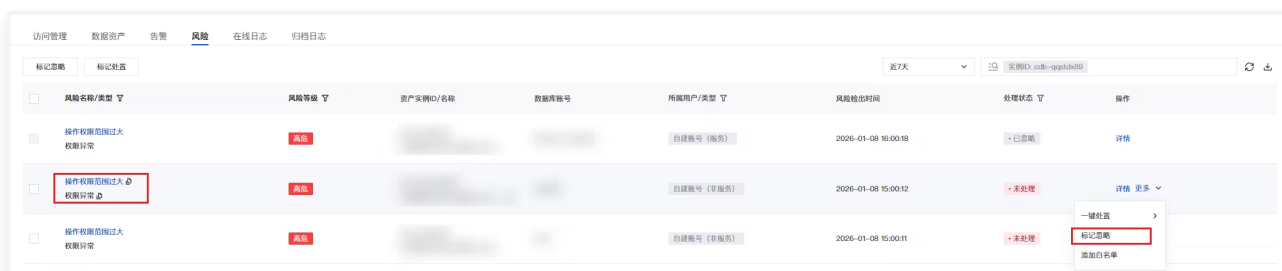 访问管理 数据资产 告警 风险 在线日志 归档日志
标记忽略 标记处置 近7天 实例ID: cdb-qqstdx89
风险名称/类型 风险等级 资产实例ID/名称 数据库账号 所属用户/类型 风险检出时间 处理状态 操作
操作权限范围过大
权限异常
高危 自建账号（服务） 2026-01-08 16:00:18 •已忽略 详情
操作权限范围过大
权限异常
高危 自建账号（非服务） 2026-01-08 15:00:12 •未处理 详情 更多
一键处置
标记忽略
添加白名单
操作权限范围过大
权限异常
高危 自建账号（非服务） 2026-01-08 15:00:11 •未处理